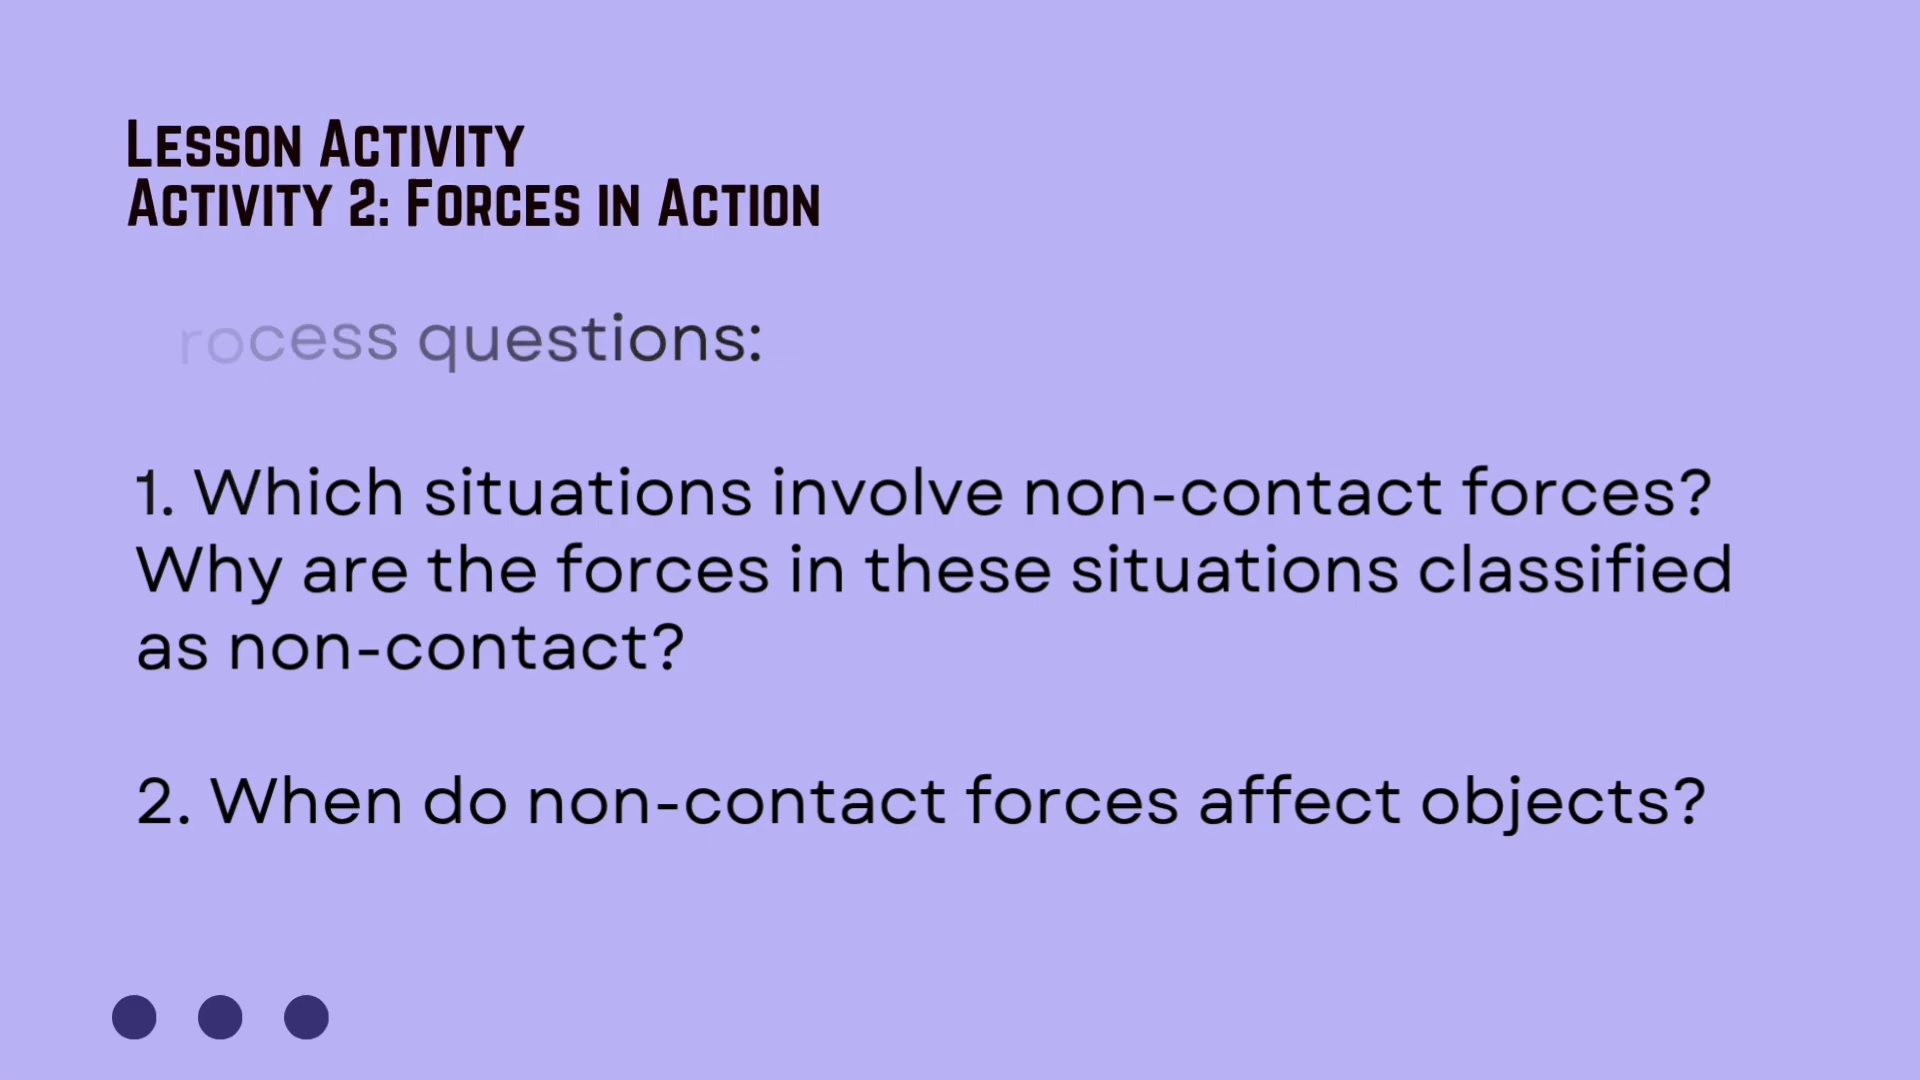 Lesson Activity
Activity 2: Forces in Action
rocess questions:
1. Which situations involve non-contact forces?
Why are the forces in these situations classified
as non-contact?
2. When do non-contact forces affect objects?